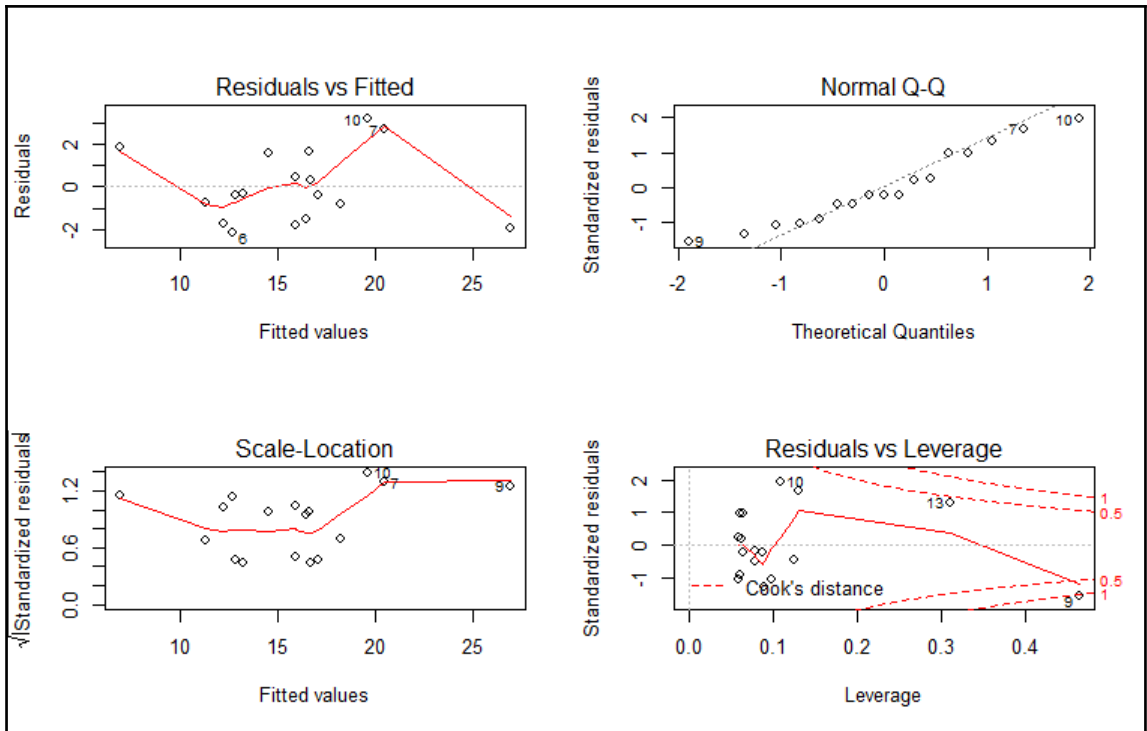 Residuals vs Fitted
Residuals
2
0
-2
10
7
6
10 15 20 25
Fitted values
Normal Q-Q
Standardized residuals
2
1
0
-1
7
10
9
-2 -1 0 1 2
Theoretical Quantiles
Scale-Location
√|Standardized residuals|
1.2
0.6
0.0
10
7
9
10 15 20 25
Fitted values
Residuals vs Leverage
Standardized residuals
2
1
0
-1
10
13
9
1
0.5
0.5
1
Cook's distance
0.0 0.1 0.2 0.3 0.4
Leverage